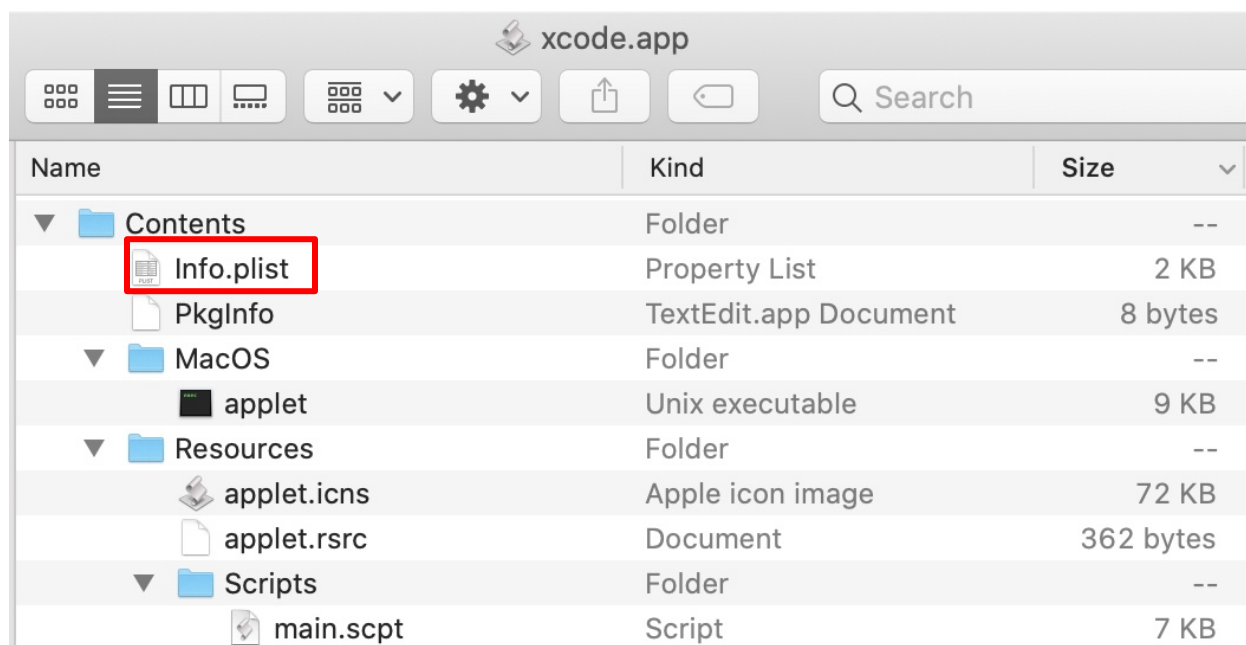 xcode.app
Search
Name Kind Size
Contents Folder --
Info.plist Property List 2 KB
PkgInfo TextEdit.app Document 8 bytes
MacOS Folder --
applet Unix executable 9 KB
Resources Folder --
applet.icns Apple icon image 72 KB
applet.rsrc Document 362 bytes
Scripts Folder --
main.scpt Script 7 KB